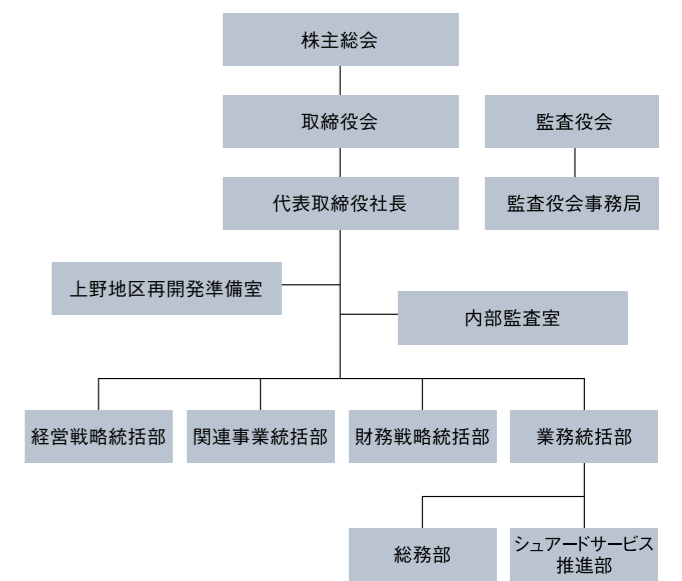 株主総会
取締役会
監査役会
代表取締役社長
監査役会事務局
上野地区再開発準備室
内部監査室
経営戦略統括部
関連事業統括部
財務戦略統括部
業務統括部
総務部
シュアードサービス
推進部